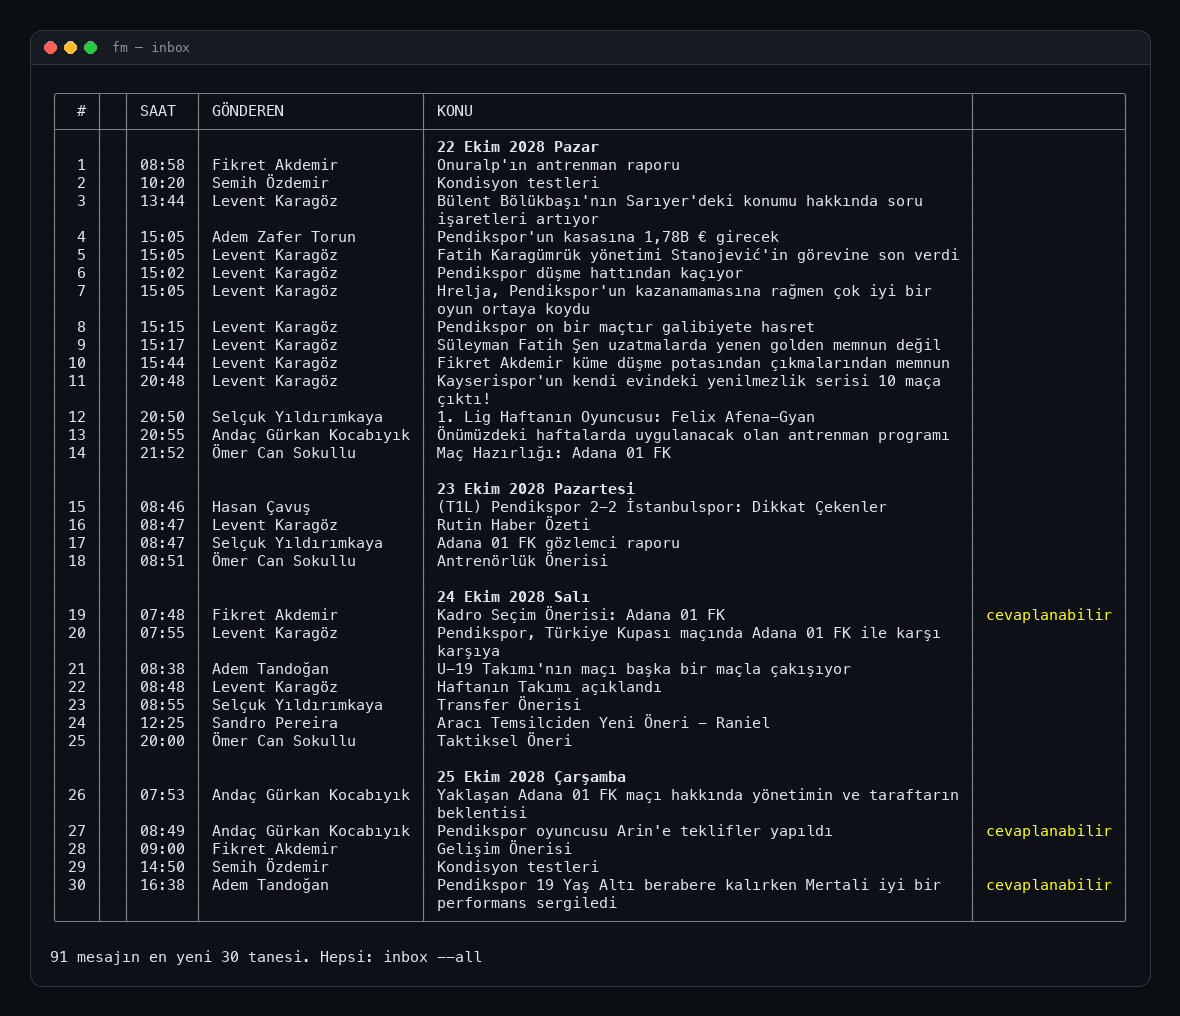 fm — inbox
# SAAT GÖNDEREN KONU
22 Ekim 2028 Pazar
1 08:58 Fikret Akdemir Onuralp'ın antrenman raporu
2 10:20 Semih Özdemir Kondisyon testleri
3 13:44 Levent Karagöz Bülent Bölükbaşı'nın Sarıyer'deki konumu hakkında soru
işaretleri artıyor
4 15:05 Adem Zafer Torun Pendikspor'un kasasına 1,78B € girecek
5 15:05 Levent Karagöz Fatih Karagümrük yönetimi Stanojević'in görevine son verdi
6 15:02 Levent Karagöz Pendikspor düşme hattından kaçıyor
7 15:05 Levent Karagöz Hrelja, Pendikspor'un kazanamamasına rağmen çok iyi bir
oyun ortaya koydu
8 15:15 Levent Karagöz Pendikspor on bir maçtır galibiyete hasret
9 15:17 Levent Karagöz Süleyman Fatih Şen uzatmalarda yenen golden memnun değil
10 15:44 Levent Karagöz Fikret Akdemir küme düşme potasından çıkmalarından memnun
11 20:48 Levent Karagöz Kayserispor'un kendi evindeki yenilmezlik serisi 10 maça
çıktı!
12 20:50 Selçuk Yıldırımkaya 1. Lig Haftanın Oyuncusu: Felix Afena-Gyan
13 20:55 Andaç Gürkan Kocabıyık Önümüzdeki haftalarda uygulanacak olan antrenman programı
14 21:52 Ömer Can Sokullu Maç Hazırlığı: Adana 01 FK
23 Ekim 2028 Pazartesi
15 08:46 Hasan Çavuş (T1L) Pendikspor 2-2 İstanbulspor: Dikkat Çekenler
16 08:47 Levent Karagöz Rutin Haber Özeti
17 08:47 Selçuk Yıldırımkaya Adana 01 FK gözlemci raporu
18 08:51 Ömer Can Sokullu Antrenörlük Önerisi
24 Ekim 2028 Salı
19 07:48 Fikret Akdemir Kadro Seçim Önerisi: Adana 01 FK cevaplanabilir
20 07:55 Levent Karagöz Pendikspor, Türkiye Kupası maçında Adana 01 FK ile karşı
karşıya
21 08:38 Adem Tandoğan U-19 Takımı'nın maçı başka bir maçla çakışıyor
22 08:48 Levent Karagöz Haftanın Takımı açıklandı
23 08:55 Selçuk Yıldırımkaya Transfer Önerisi
24 12:25 Sandro Pereira Aracı Temsilciden Yeni Öneri - Raniel
25 20:00 Ömer Can Sokullu Taktiksel Öneri
25 Ekim 2028 Çarşamba
26 07:53 Andaç Gürkan Kocabıyık Yaklaşan Adana 01 FK maçı hakkında yönetimin ve taraftarın
beklentisi
27 08:49 Andaç Gürkan Kocabıyık Pendikspor oyuncusu Arin'e teklifler yapıldı cevaplanabilir
28 09:00 Fikret Akdemir Gelişim Önerisi
29 14:50 Semih Özdemir Kondisyon testleri
30 16:38 Adem Tandoğan Pendikspor 19 Yaş Altı berabere kalırken Mertali iyi bir cevaplanabilir
performans sergiledi
91 mesajın en yeni 30 tanesi. Hepsi: inbox --all